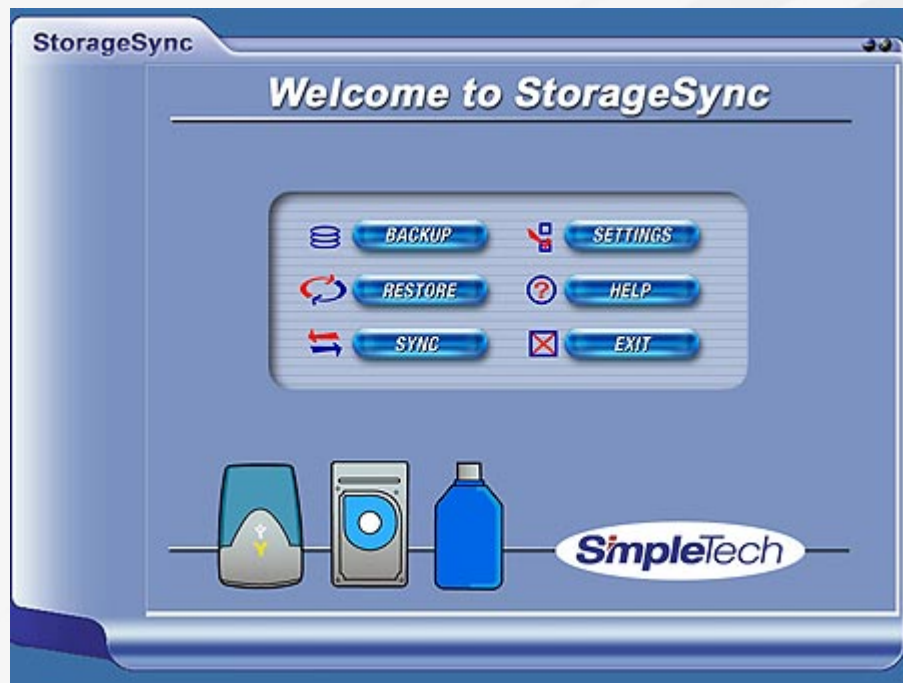 StorageSync
Welcome to StorageSync
BACKUP
SETTINGS
RESTORE
HELP
SYNC
EXIT
SimpleTech